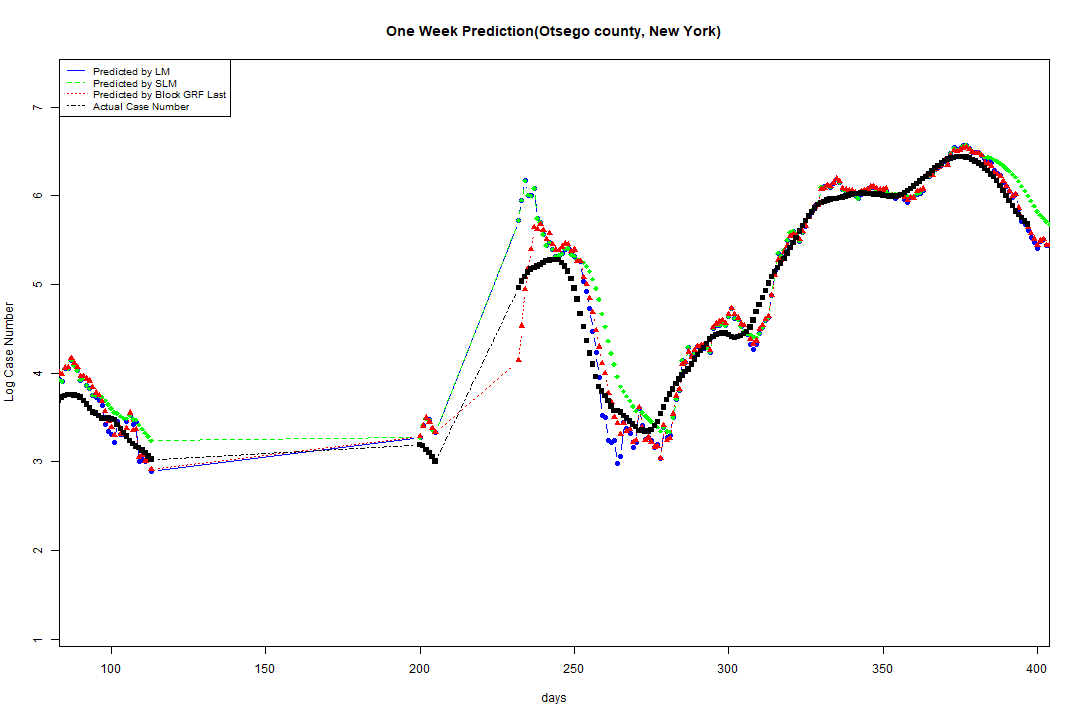 One Week Prediction(Otsego county, New York)
Predicted by LM
Predicted by SLM
Predicted by Block GRF Last
Actual Case Number
Log Case Number
7
6
5
4
3
2
1
100 150 200 250 300 350 400
days